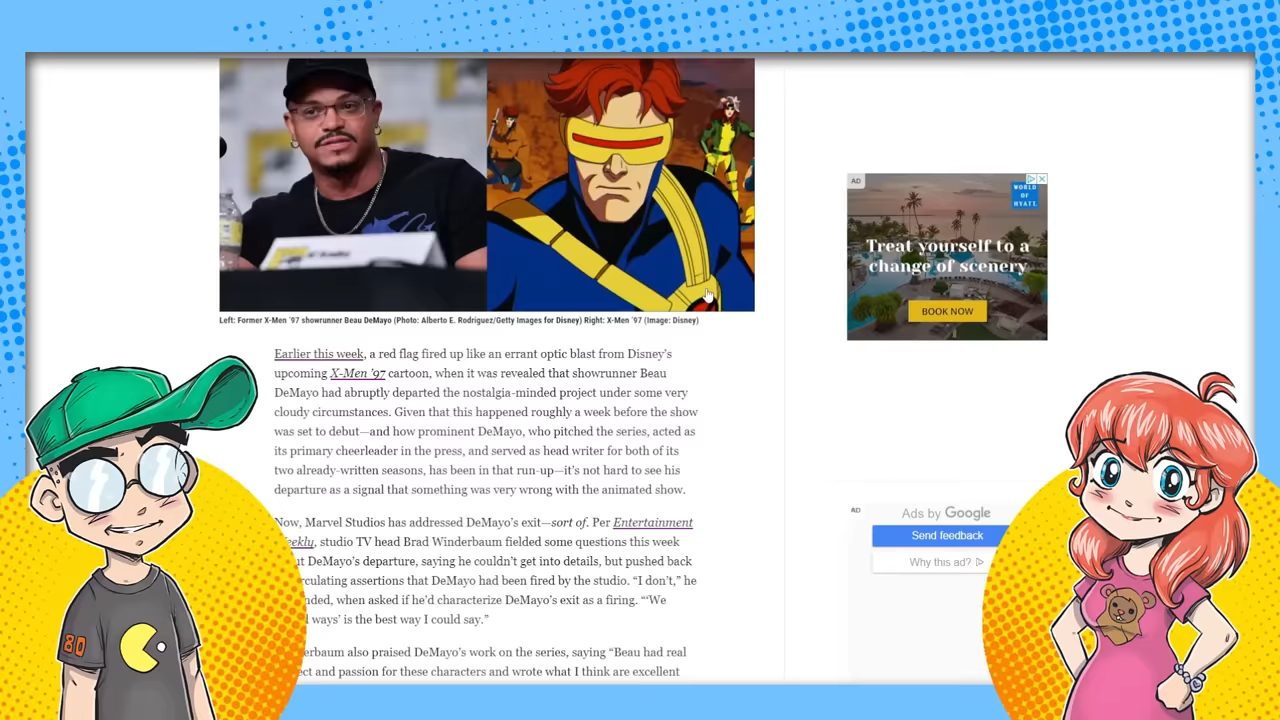 Left: Former X-Men '97 showrunner Beau DeMayo (Photo: Alberto E. Rodriguez/Getty Images for Disney) Right: X-Men '97 (Image: Disney)
Earlier this week, a red flag fired up like an errant optic blast from Disney's
upcoming X-Men '97 cartoon, when it was revealed that showrunner Beau
DeMayo had abruptly departed the nostalgia-minded project under some very
cloudy circumstances. Given that this happened roughly a week before the show
was set to debut—and how prominent DeMayo, who pitched the series, acted as
its primary cheerleader in the press, and served as head writer for both of its
two already-written seasons, has been in that run-up—it's not hard to see his
departure as a signal that something was very wrong with the animated show.
Now, Marvel Studios has addressed DeMayo's exit—sort of. Per Entertainment
studio TV head Brad Winderbaum fielded some questions this week
DeMayo's departure, saying he couldn't get into details, but pushed back
assertions that DeMayo had been fired by the studio. "I don't," he
when asked if he'd characterize DeMayo's exit as a firing. "'We
ways' is the best way I could say."
also praised DeMayo's work on the series, saying "Beau had real
and passion for these characters and wrote what I think are excellent
AD
WORLD
OF
HYATT
Treat yourself to a
change of scenery
BOOK NOW
AD
Ads by Google
Send feedback
Why this ad?
80